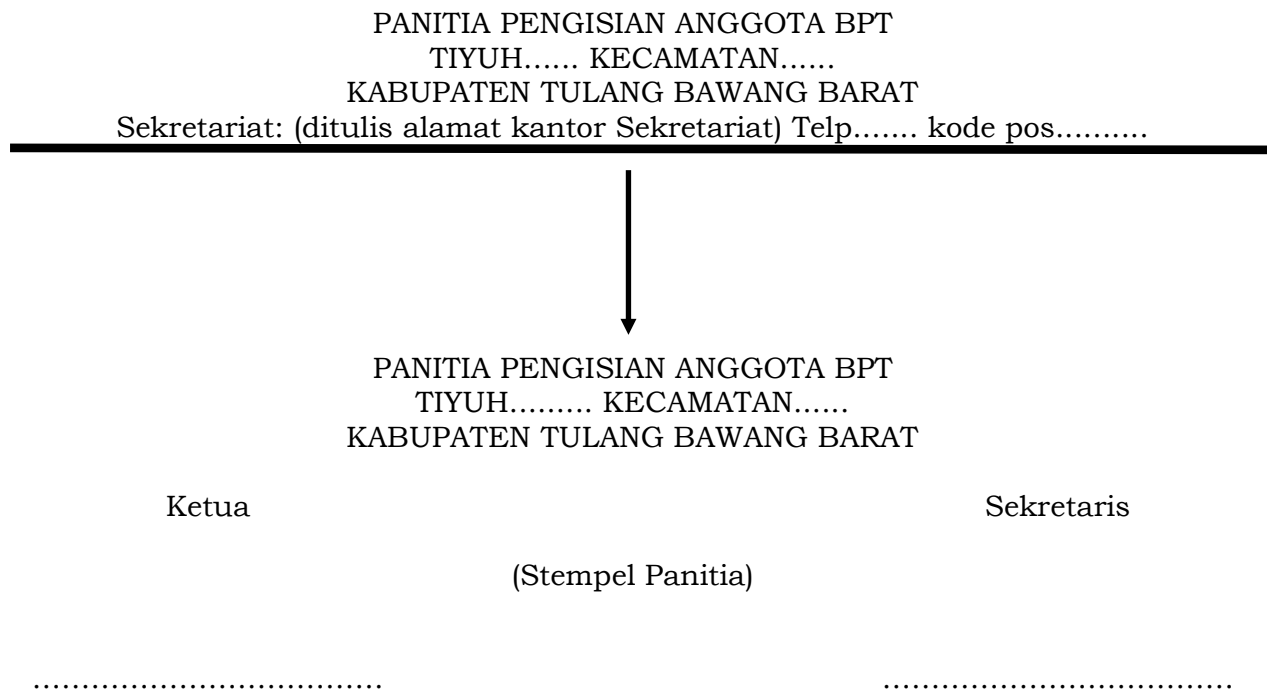 PANITIA PENGISIAN ANGGOTA BPT
TIYUH...... KECAMATAN......
KABUPATEN TULANG BAWANG BARAT
Sekretariat: (ditulis alamat kantor Sekretariat) Telp....... kode pos..........
PANITIA PENGISIAN ANGGOTA BPT
TIYUH......... KECAMATAN......
KABUPATEN TULANG BAWANG BARAT
Ketua Sekretaris
(Stempel Panitia)
.................................... ....................................